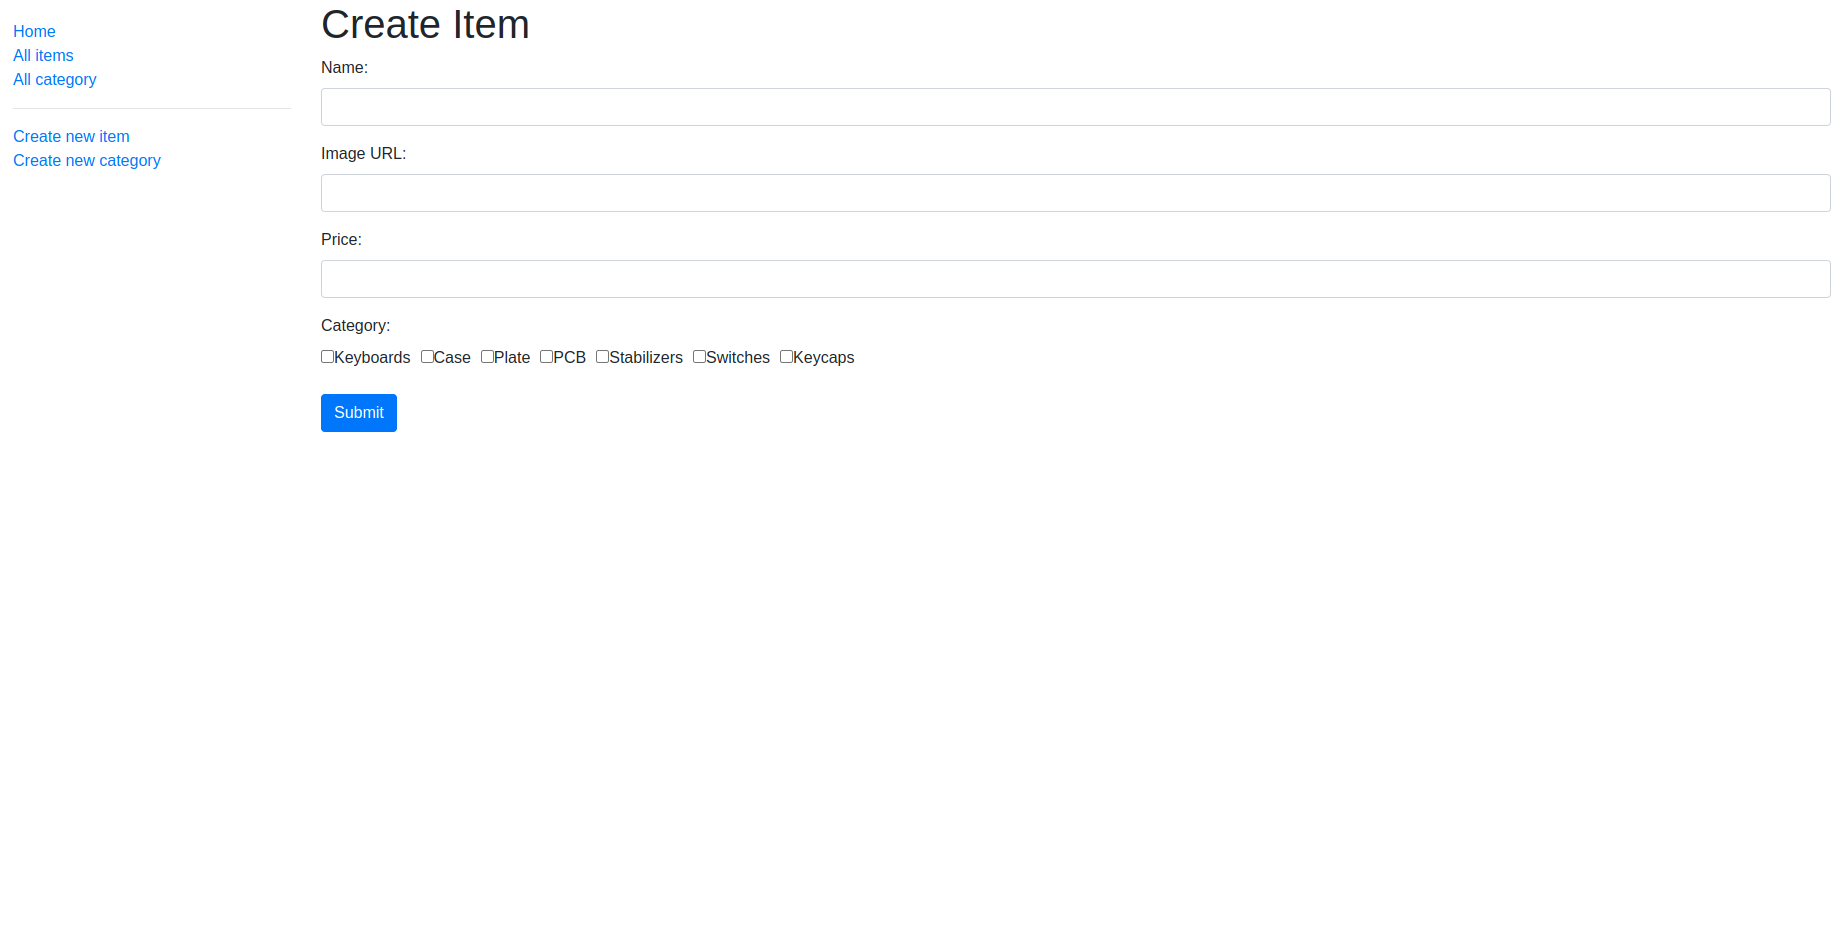 Home
All items
All category
Create new item
Create new category
Create Item
Name:
Image URL:
Price:
Category:
Keyboards Case Plate PCB Stabilizers Switches Keycaps
Submit